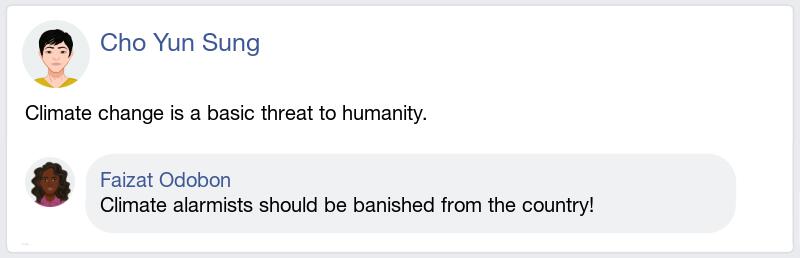 Cho Yun Sung
Climate change is a basic threat to humanity.
Faizat Odobon
Climate alarmists should be banished from the country!